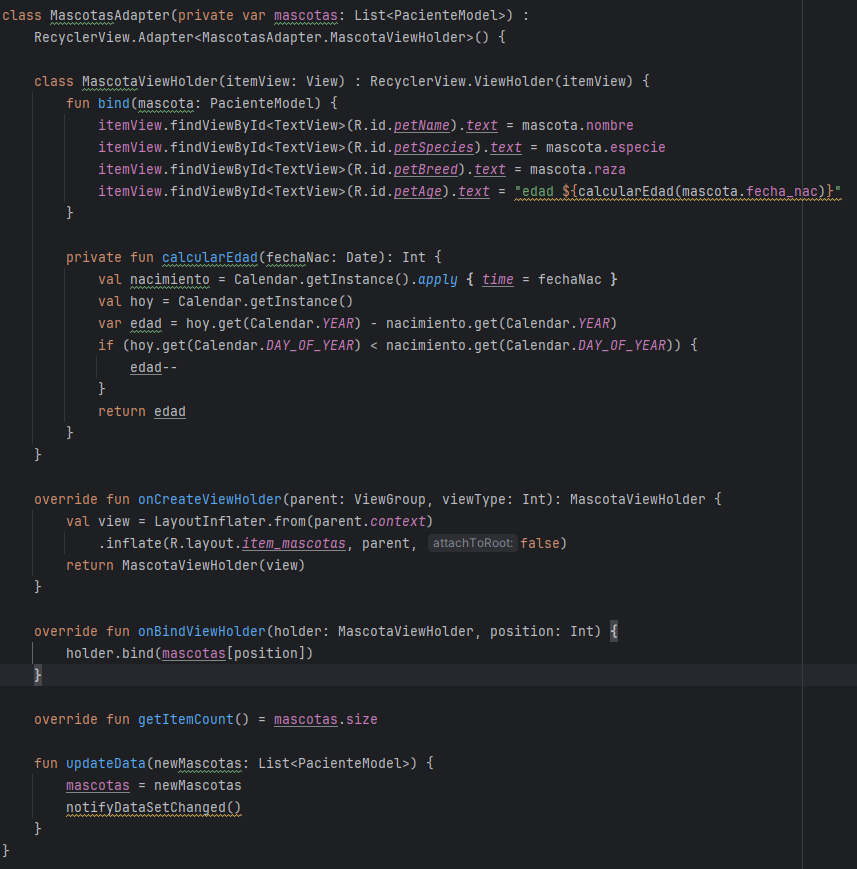 class MascotasAdapter(private var mascotas: List<PacienteModel>) :
    RecyclerView.Adapter<MascotasAdapter.MascotaViewHolder>() {

    class MascotaViewHolder(itemView: View) : RecyclerView.ViewHolder(itemView) {
        fun bind(mascota: PacienteModel) {
            itemView.findViewById<TextView>(R.id.petName).text = mascota.nombre
            itemView.findViewById<TextView>(R.id.petSpecies).text = mascota.especie
            itemView.findViewById<TextView>(R.id.petBreed).text = mascota.raza
            itemView.findViewById<TextView>(R.id.petAge).text = "edad ${calcularEdad(mascota.fecha_nac)}"
        }

        private fun calcularEdad(fechaNac: Date): Int {
            val nacimiento = Calendar.getInstance().apply { time = fechaNac }
            val hoy = Calendar.getInstance()
            var edad = hoy.get(Calendar.YEAR) - nacimiento.get(Calendar.YEAR)
            if (hoy.get(Calendar.DAY_OF_YEAR) < nacimiento.get(Calendar.DAY_OF_YEAR)) {
                edad--
            }
            return edad
        }
    }

    override fun onCreateViewHolder(parent: ViewGroup, viewType: Int): MascotaViewHolder {
        val view = LayoutInflater.from(parent.context)
            .inflate(R.layout.item_mascotas, parent, attachToRoot: false)
        return MascotaViewHolder(view)
    }

    override fun onBindViewHolder(holder: MascotaViewHolder, position: Int) {
        holder.bind(mascotas[position])
    }

    override fun getItemCount() = mascotas.size

    fun updateData(newMascotas: List<PacienteModel>) {
        mascotas = newMascotas
        notifyDataSetChanged()
    }
}